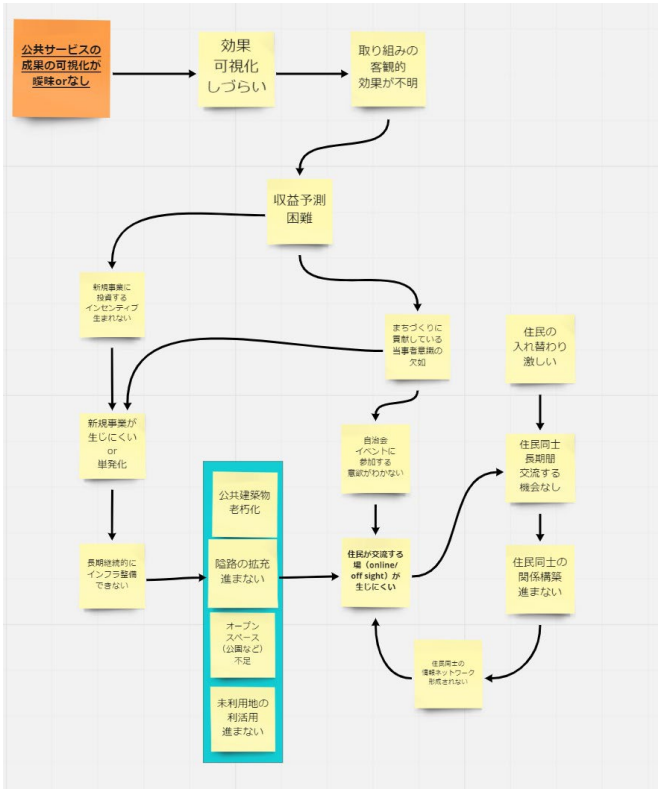 公共サービスの
成果の可視化が
曖昧orなし
効果
可視化
しづらい
取り組みの
客観的
効果が不明
収益予測
困難
新規事業に
投資する
インセンティブ
生まれない
まちづくりに
貢献している
当事者意識の
欠如
住民の
入れ替わり
激しい
新規事業が
生じにくい
or
単発化
自治会
イベントに
参加する
意欲がわかない
住民同士
長期間
交流する
機会なし
公共建築物
老朽化
長期継続的に
インフラ整備
できない
隘路の拡充
進まない
住民が交流する
場（online/
off sight）が
生じにくい
住民同士の
関係構築
進まない
オープン
スペース
（公園など）
不足
住民同士の
情報ネットワーク
形成されない
未利用地の
利活用
進まない